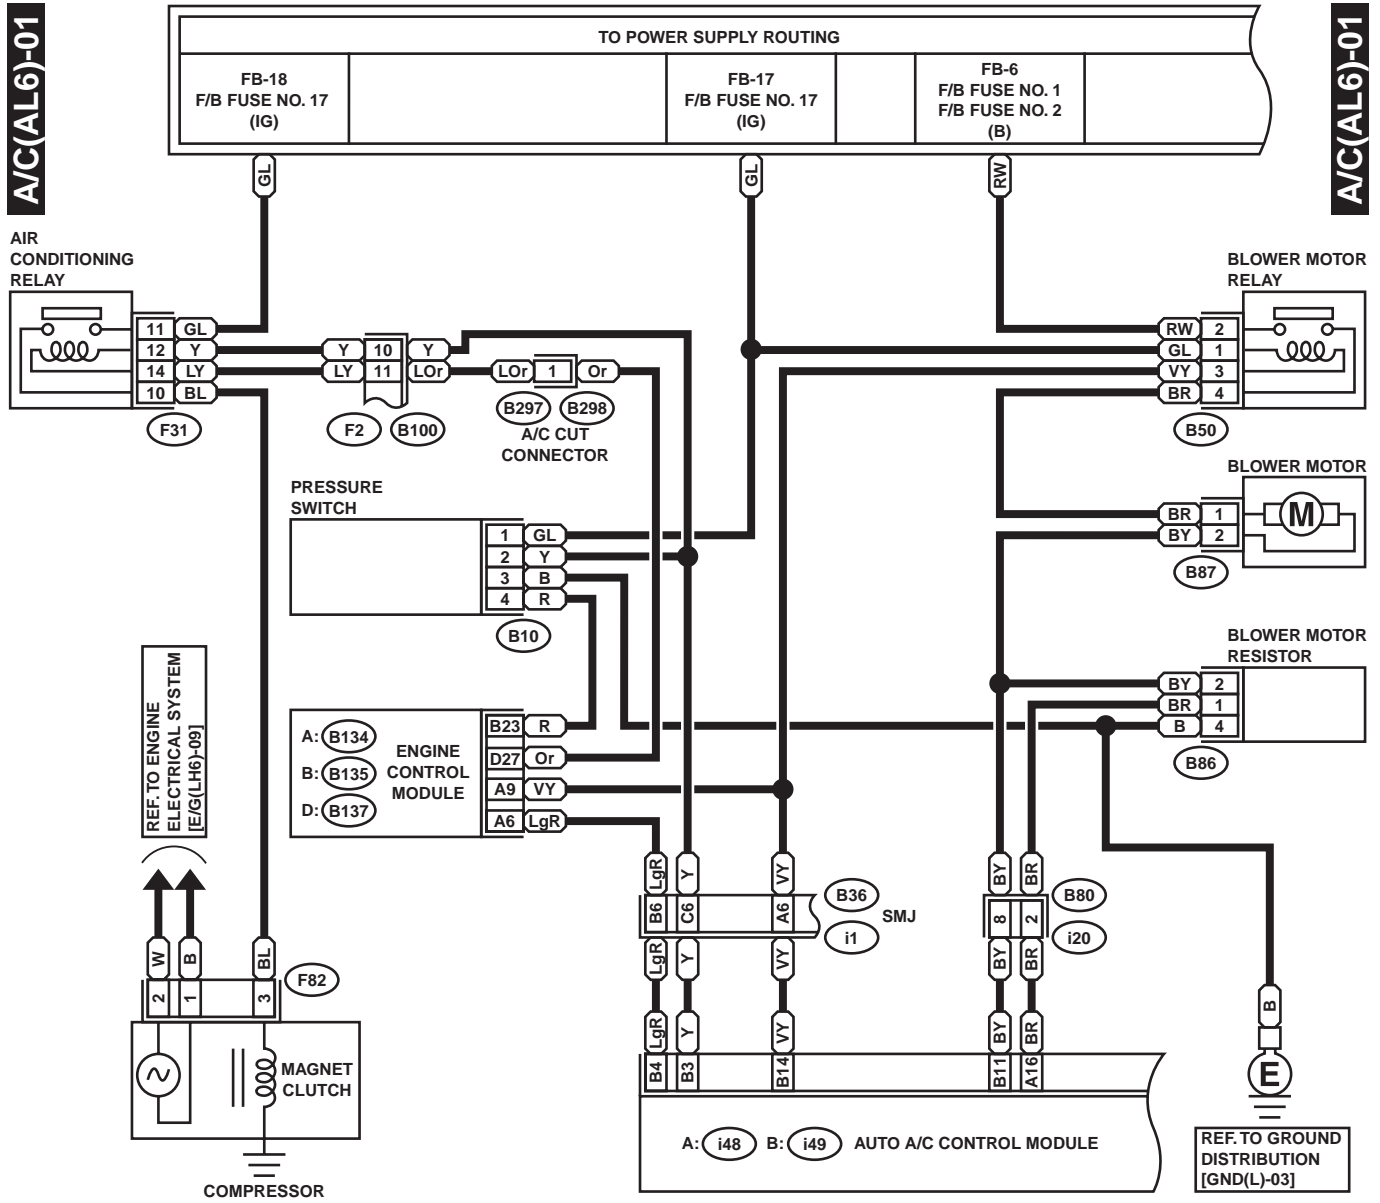 A/C(AL6)-01
A/C(AL6)-01
TO POWER SUPPLY ROUTING
FB-18
F/B FUSE NO. 17
(IG)
FB-17
F/B FUSE NO. 17
(IG)
FB-6
F/B FUSE NO. 1
F/B FUSE NO. 2
(B)
GL
GL
RW
AIR
CONDITIONING
RELAY
11 GL
12 Y
14 LY
10 BL
F31
Y 10 Y
LY 11 LOr
F2
B100
LOr 1 Or
B297
B298
A/C CUT
CONNECTOR
BLOWER MOTOR
RELAY
RW 2
GL 1
VY 3
BR 4
B50
BLOWER MOTOR
M
BR 1
BY 2
B87
PRESSURE
SWITCH
1 GL
2 Y
3 B
4 R
B10
BLOWER MOTOR
RESISTOR
BY 2
BR 1
B 4
B86
REF. TO ENGINE
ELECTRICAL SYSTEM
[E/G(LH6)-09]
A: B134
B: B135
D: B137
ENGINE
CONTROL
MODULE
B23 R
D27 Or
A9 VY
A6 LgR
LgR
Y
VY
BY
BR
B6
C6
A6
B36
SMJ
i1
8
2
B80
i20
LgR
Y
VY
BY
BR
W
B
BL
2
1
3
F82
MAGNET
CLUTCH
COMPRESSOR
LgR
Y
VY
BY
BR
B4
B3
B14
B11
A16
A: i48 B: i49 AUTO A/C CONTROL MODULE
B
E
REF. TO GROUND
DISTRIBUTION
[GND(L)-03]